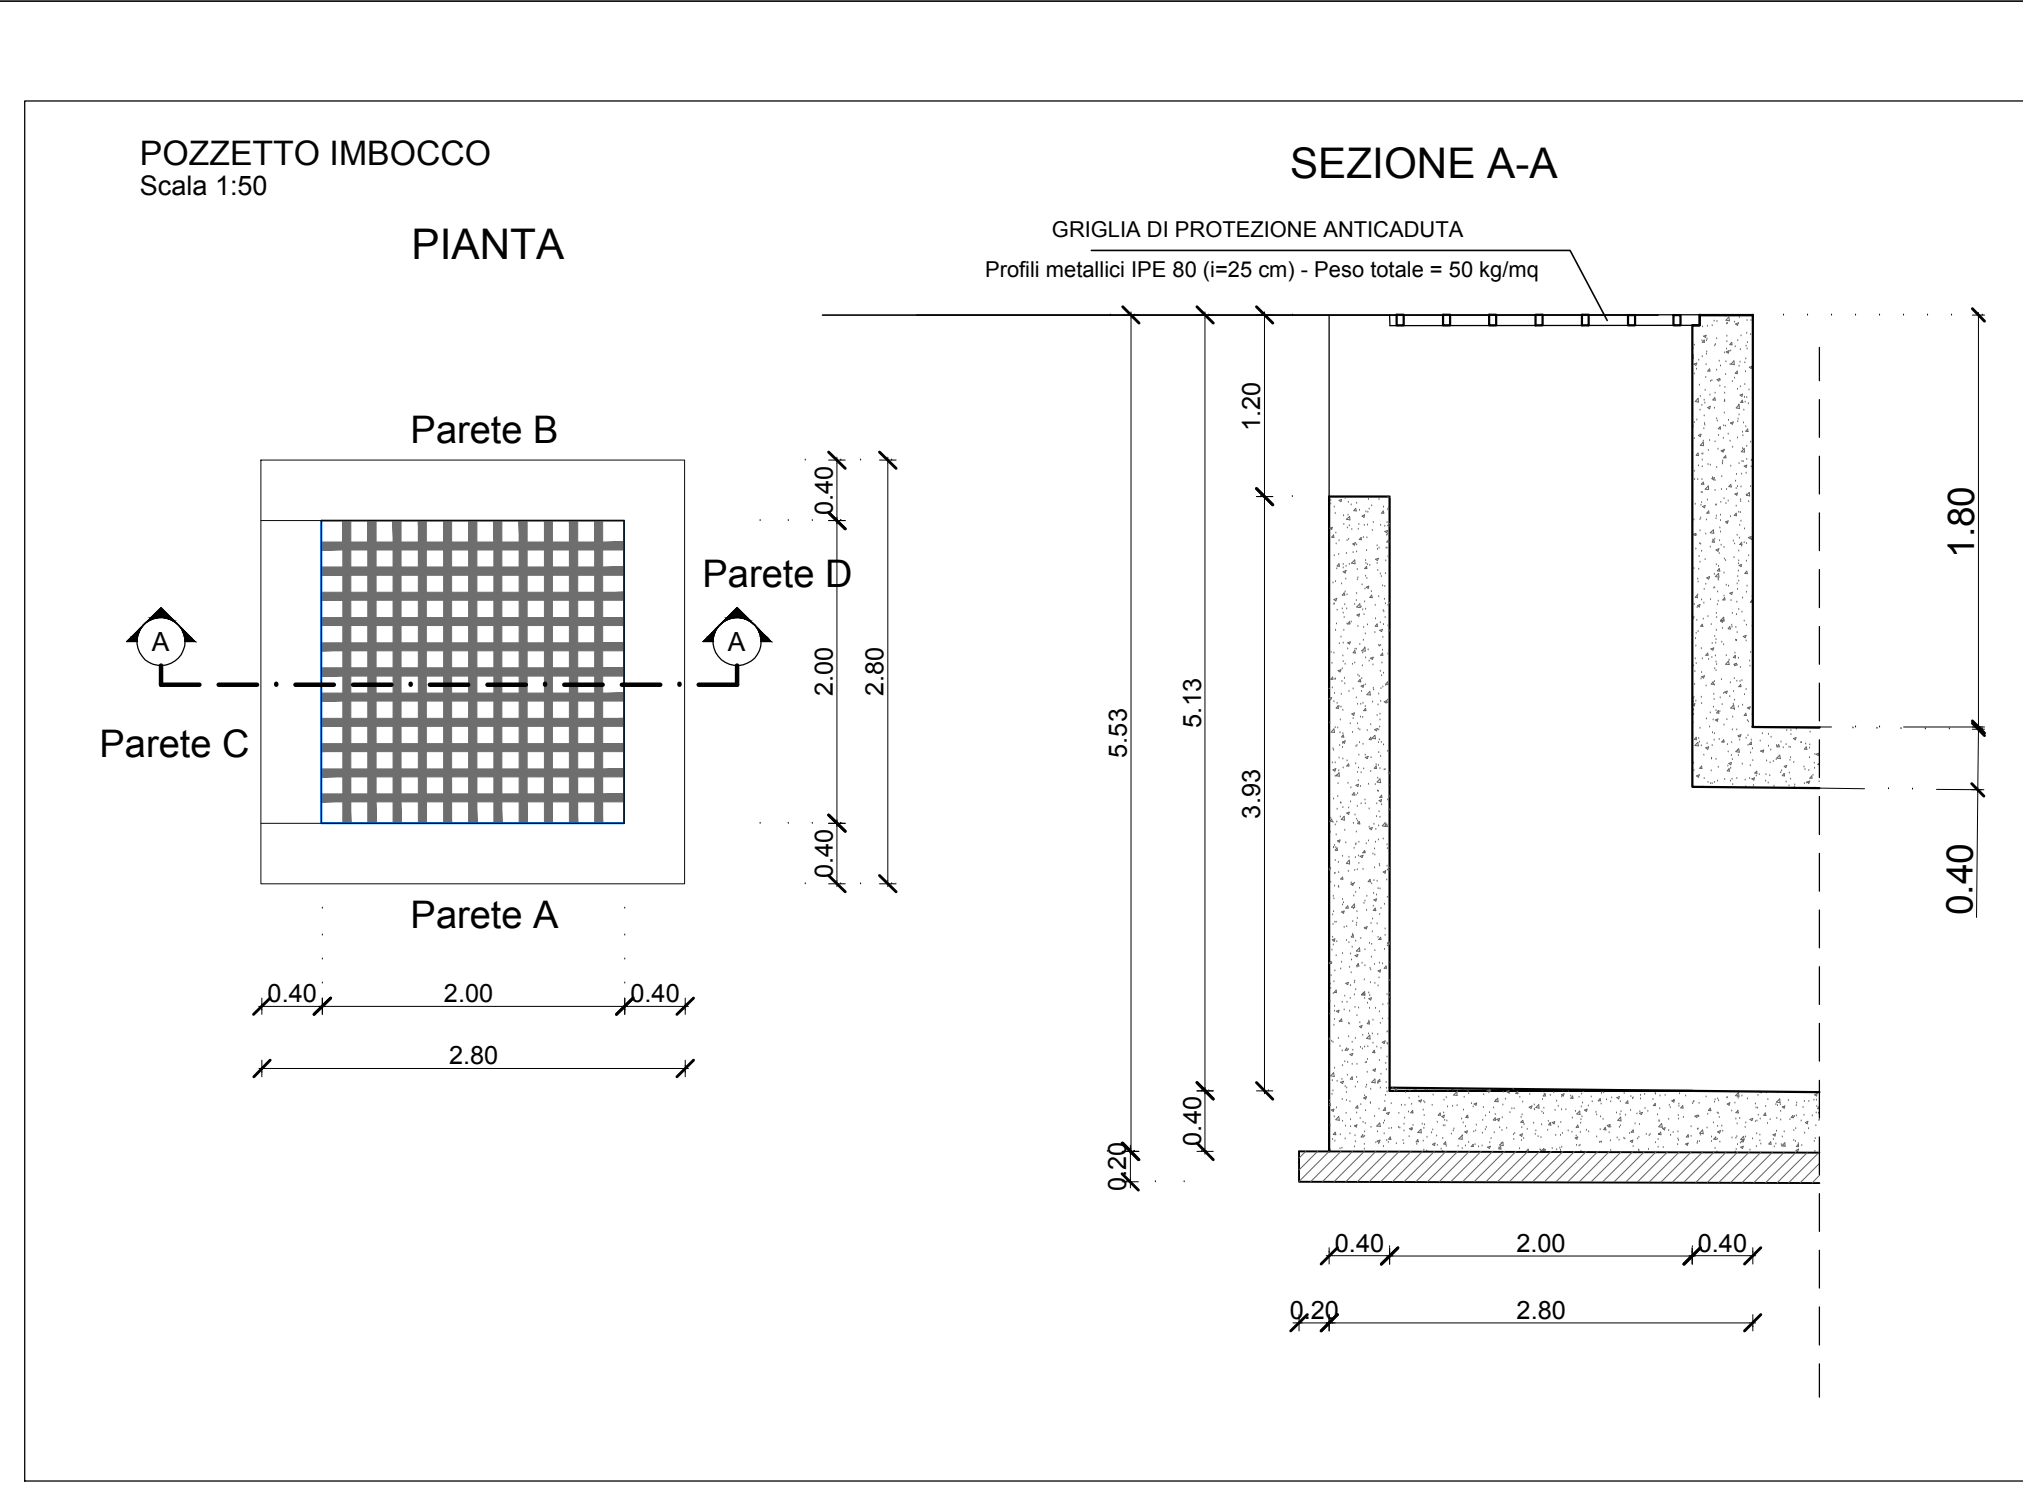 POZZETTO IMBOCCO
Scala 1:50
PIANTA
SEZIONE A-A
GRIGLIA DI PROTEZIONE ANTICADUTA
Profili metallici IPE 80 (i=25 cm) - Peso totale = 50 kg/mq
Parete B
Parete D
A
A
Parete C
Parete A
0.40
2.00
0.40
2.80
0.40
2.00
0.40
2.80
5.53
0.20
5.13
0.40
1.20
3.93
1.80
0.40
0.40
2.00
0.40
0.20
2.80